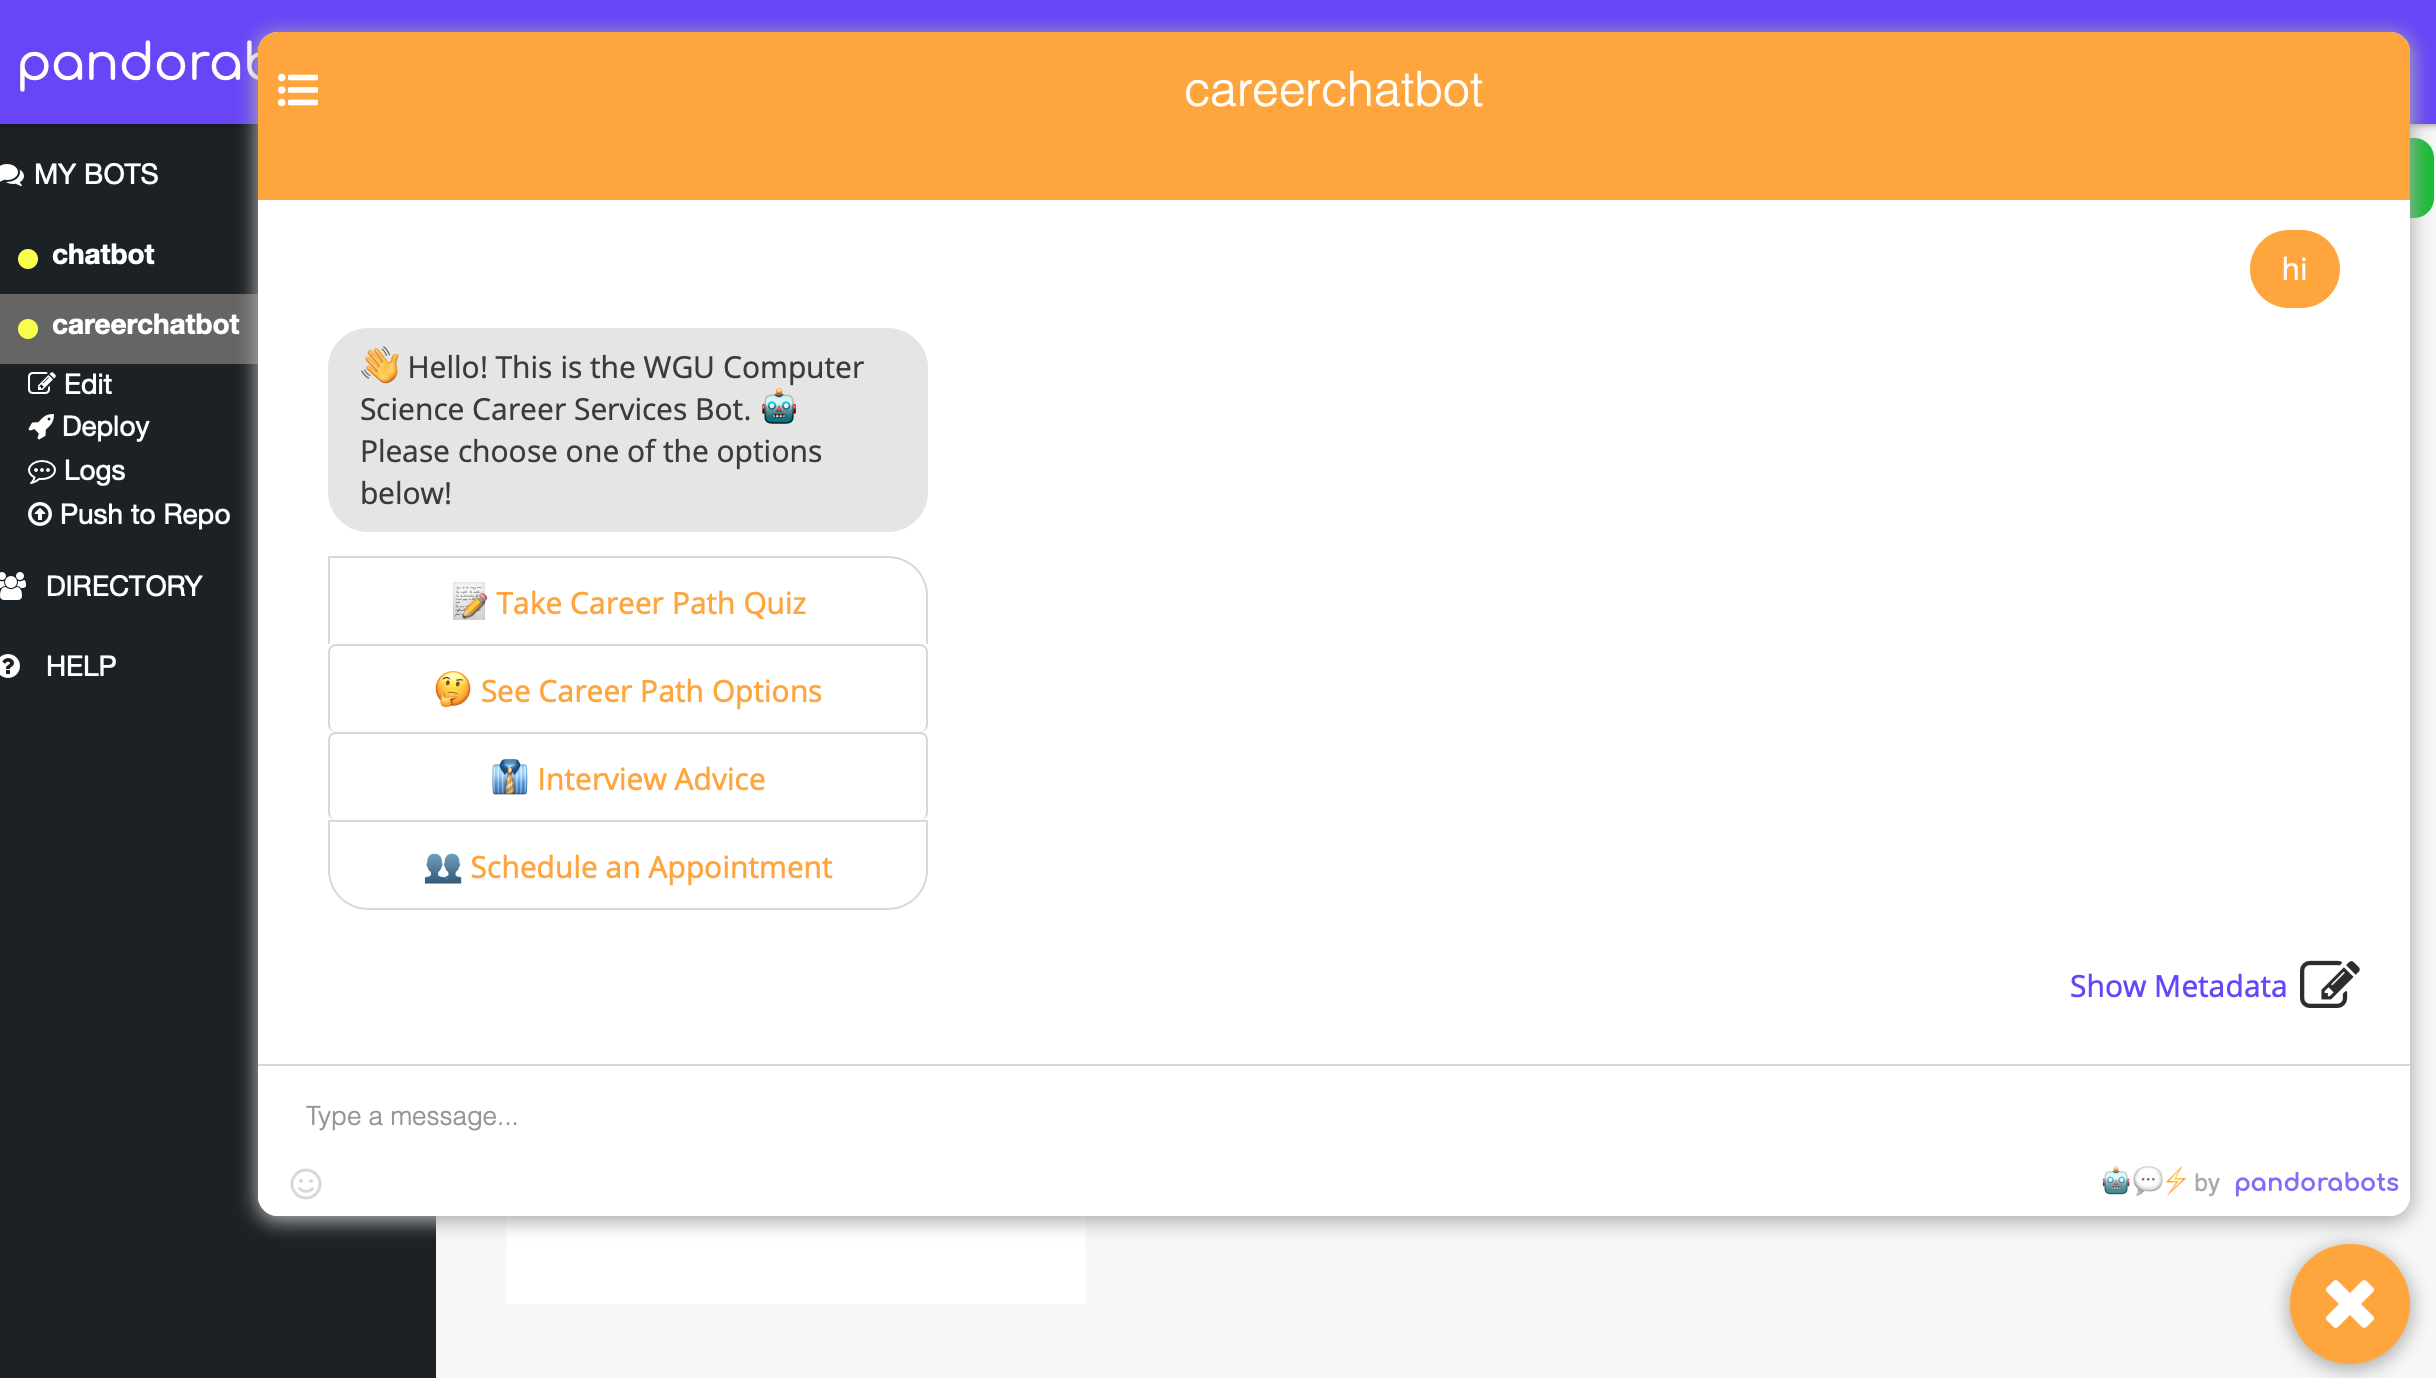 pandorab
MY BOTS
chatbot
careerchatbot
Edit
Deploy
Logs
Push to Repo
DIRECTORY
HELP
careerchatbot
hi
👋 Hello! This is the WGU Computer
Science Career Services Bot. 🤖
Please choose one of the options
below!
📝 Take Career Path Quiz
🤔 See Career Path Options
👔 Interview Advice
👥 Schedule an Appointment
Show Metadata
Type a message...
🤖💬⚡ by pandorabots